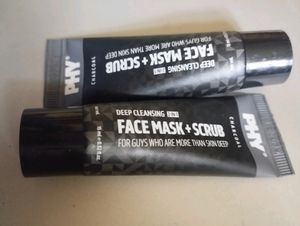 PHY
CHARCOAL
DEEP CLEANSING 2 IN 1
FACE MASK + SCRUB
FOR GUYS WHO ARE MORE THAN SKIN DEEP
DEEP CLEANSING 2 IN 1
FACE MASK + SCRUB
FOR GUYS WHO ARE MORE THAN SKIN DEEP
PHY
CHARCOAL